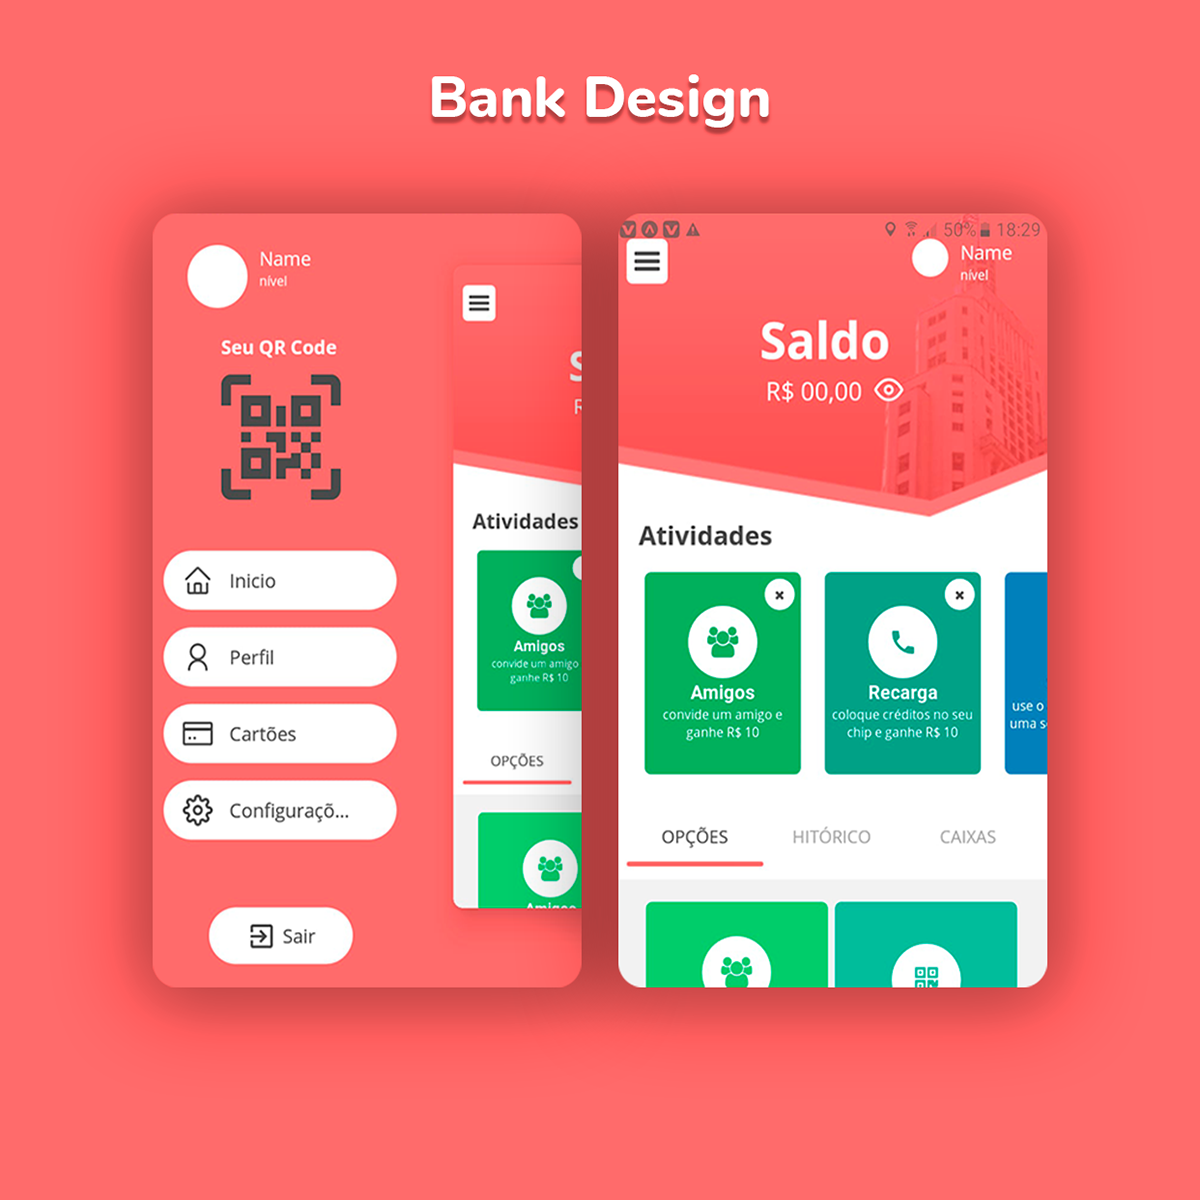 Bank Design
Name
nível
Seu QR Code
Inicio
Perfil
Cartões
Configuraçõ...
Sair
S
R
Atividades
Amigos
convide um amigo
ganhe R$ 10
OPÇÕES
Amigos
50% 18:29
Name
nível
Saldo
R$ 00,00
Atividades
Amigos
convide um amigo e
ganhe R$ 10
Recarga
coloque créditos no seu
chip e ganhe R$ 10
use o
uma s
OPÇÕES
HITÓRICO
CAIXAS